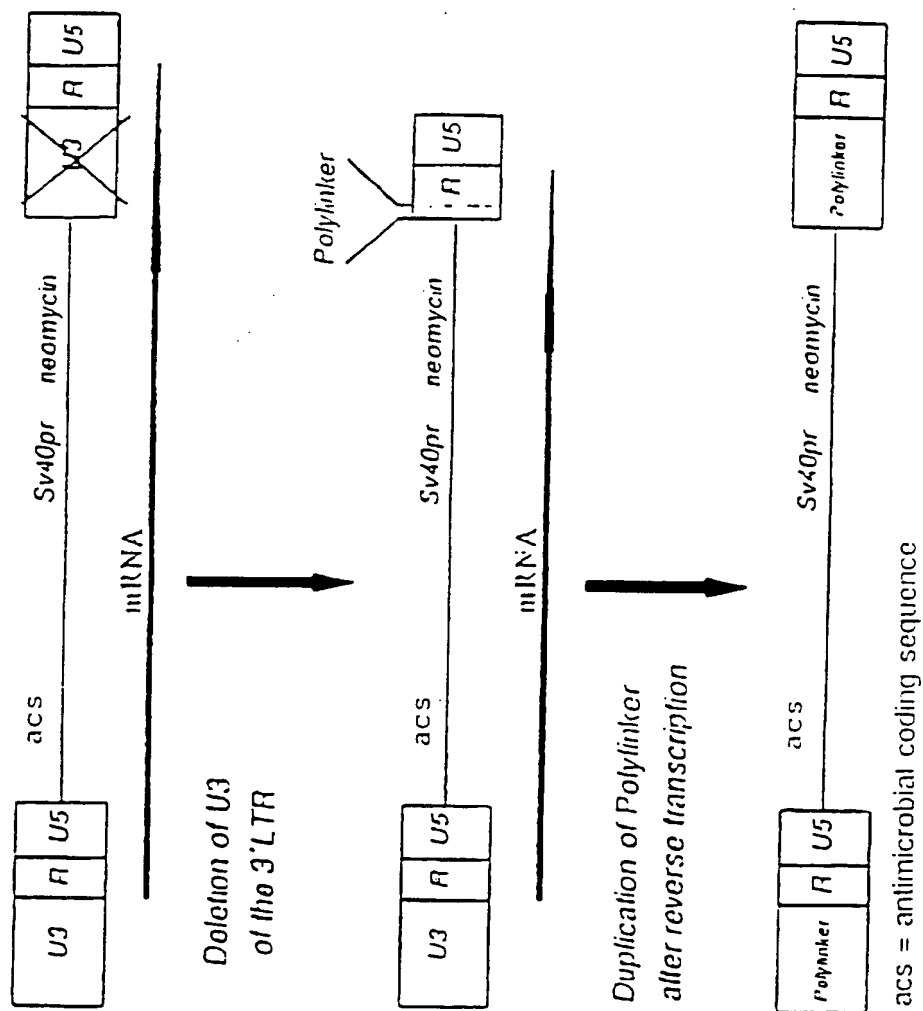 U3 R U5
acs
Sv40pr neomycin
U3 R U5
mRNA
Deletion of U3
of the 3'LTR
Polylinker
U3 R U5
acs
Sv40pr neomycin
R U5
mRNA
Duplication of Polylinker
after reverse transcription
Polylinker R U5
acs
Sv40pr neomycin
Polylinker R U5
acs = antimicrobial coding sequence